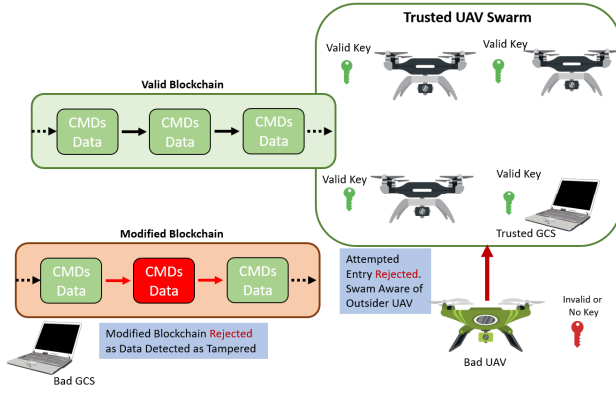 Trusted UAV Swarm
Valid Key
Valid Key
Valid Blockchain
CMDs
Data
CMDs
Data
CMDs
Data
Valid Key
Valid Key
Trusted GCS
Modified Blockchain
CMDs
Data
CMDs
Data
CMDs
Data
Attempted
Entry Rejected.
Swam Aware of
Outsider UAV
Invalid or
No Key
Bad UAV
Modified Blockchain Rejected
as Data Detected as Tampered
Bad GCS